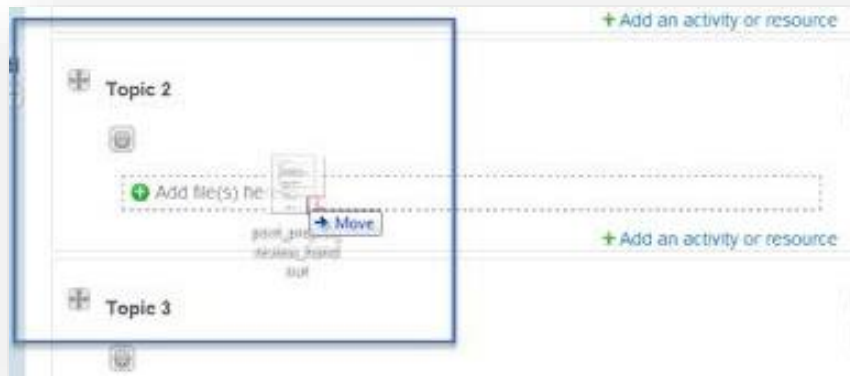 + Add an activity or resource
Topic 2
Add file(s) he
Move
+ Add an activity or resource
Topic 3